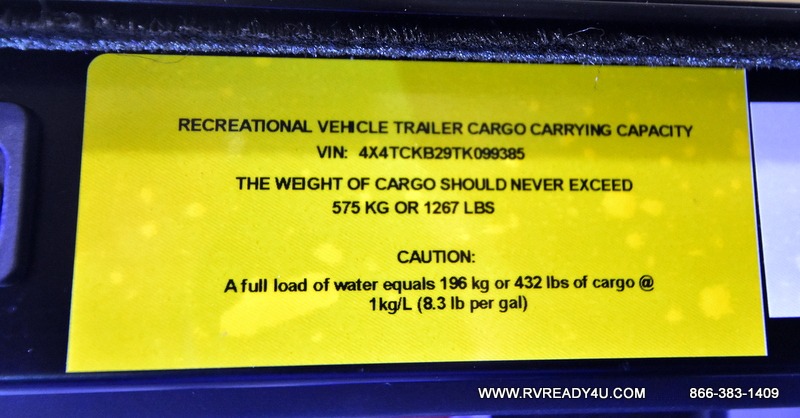 RECREATIONAL VEHICLE TRAILER CARGO CARRYING CAPACITY
VIN: 4X4TCKB29TK099385
THE WEIGHT OF CARGO SHOULD NEVER EXCEED
575 KG OR 1267 LBS
CAUTION:
A full load of water equals 196 kg or 432 lbs of cargo @
1kg/L (8.3 lb per gal)
WWW.RVREADY4U.COM 866-383-1409